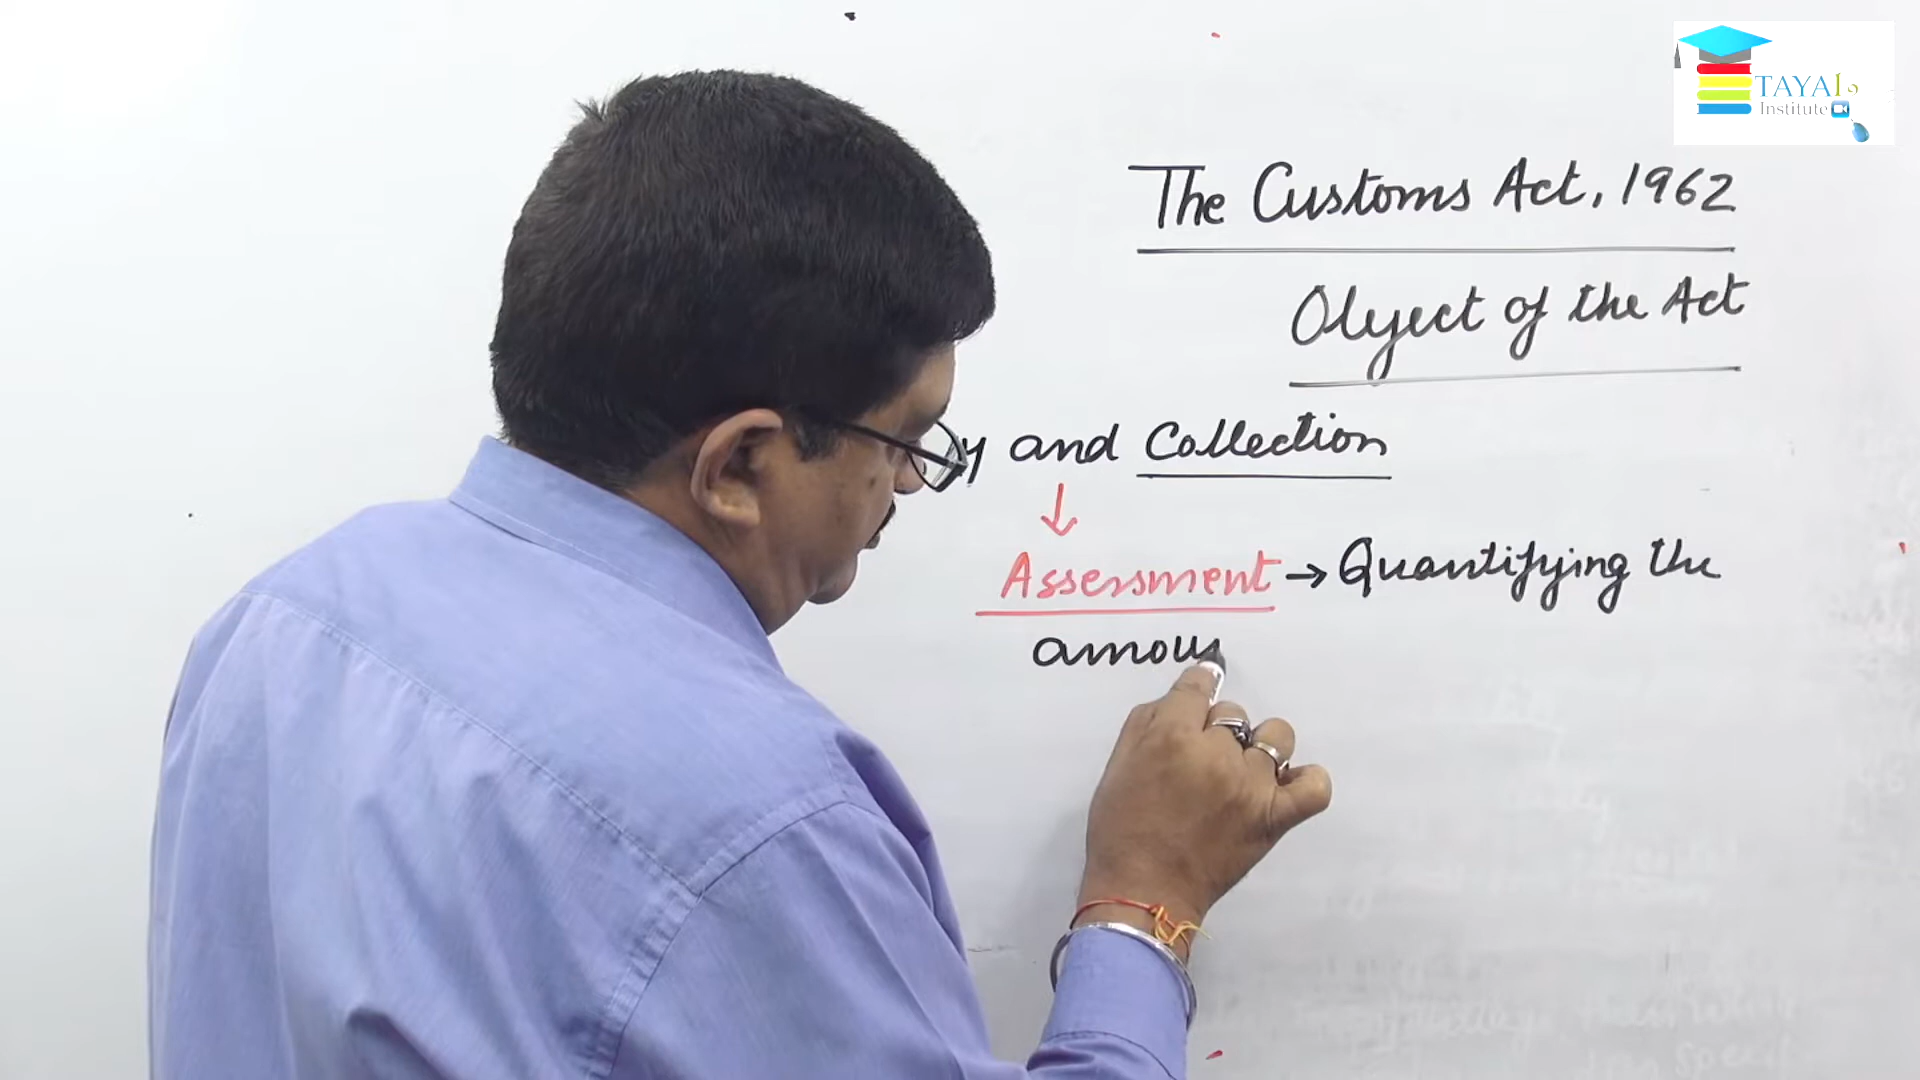 TAYAL
Institute
The Customs Act, 1962
Object of the Act
y and Collection
Assessment → Quantifying the
amou